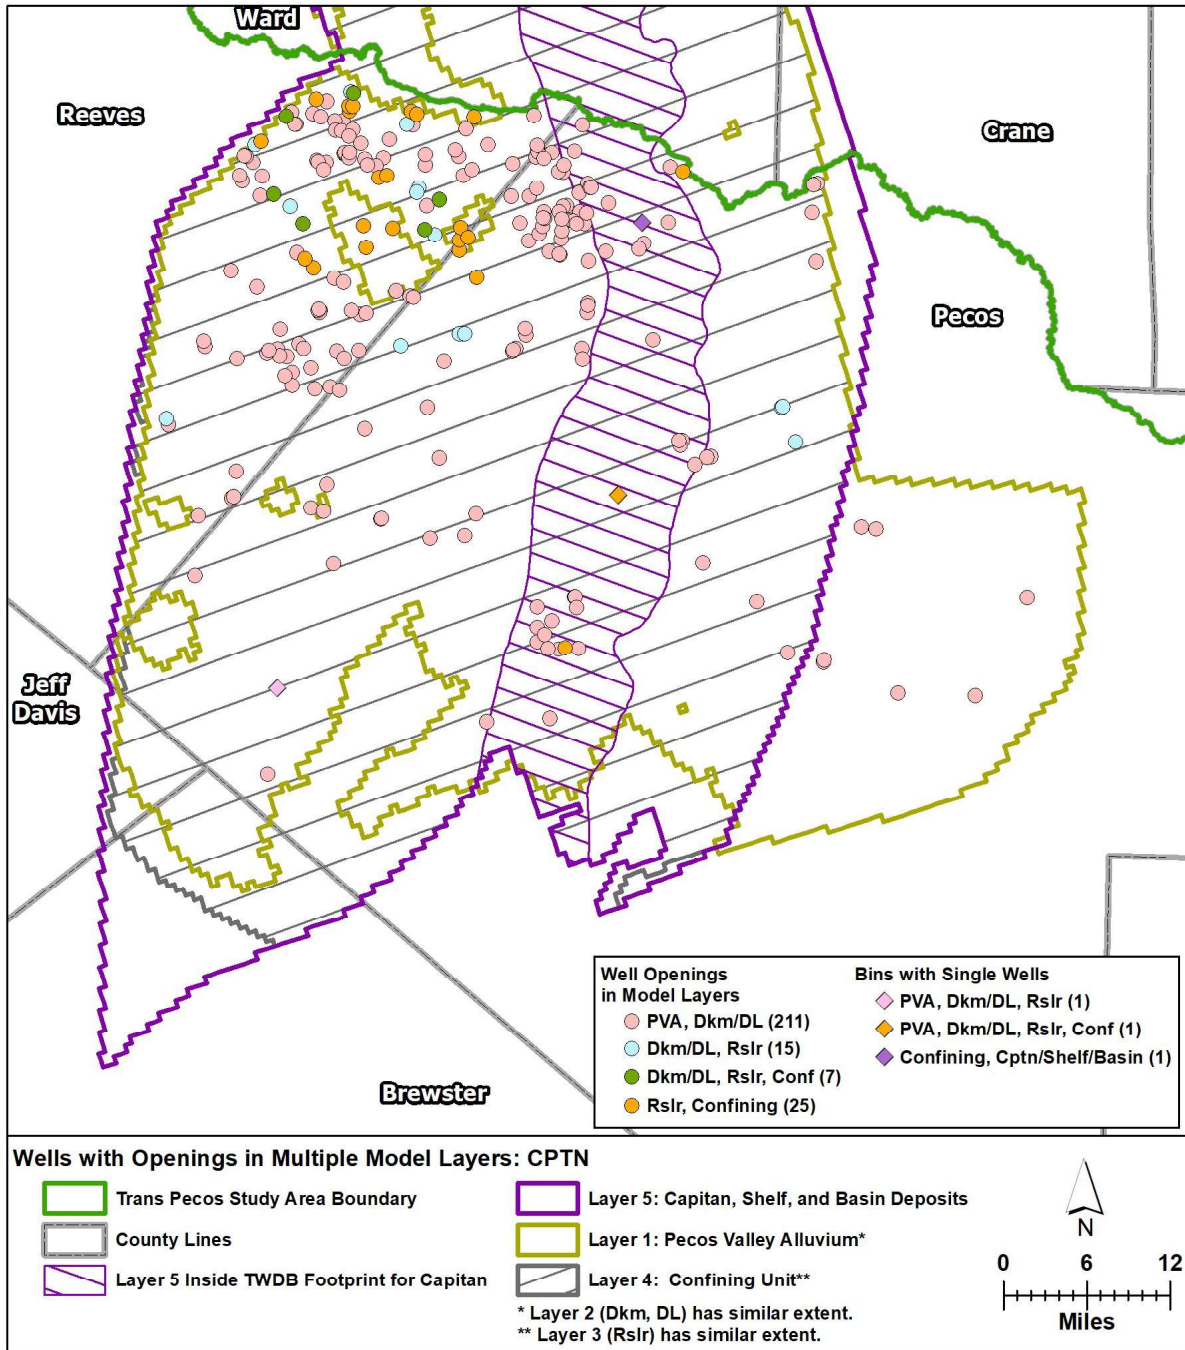 Ward
Reeves
Crane
Pecos
Jeff
Davis
Brewster
Well Openings
in Model Layers
PVA, Dkm/DL (211)
Dkm/DL, Rslr (15)
Dkm/DL, Rslr, Conf (7)
Rslr, Confining (25)
Bins with Single Wells
PVA, Dkm/DL, Rslr (1)
PVA, Dkm/DL, Rslr, Conf (1)
Confining, Cptn/Shelf/Basin (1)
Wells with Openings in Multiple Model Layers: CPTN
Trans Pecos Study Area Boundary
County Lines
Layer 5 Inside TWDB Footprint for Capitan
Layer 5: Capitan, Shelf, and Basin Deposits
Layer 1: Pecos Valley Alluvium*
Layer 4: Confining Unit**
* Layer 2 (Dkm, DL) has similar extent.
** Layer 3 (Rslr) has similar extent.
N
0 6 12
Miles